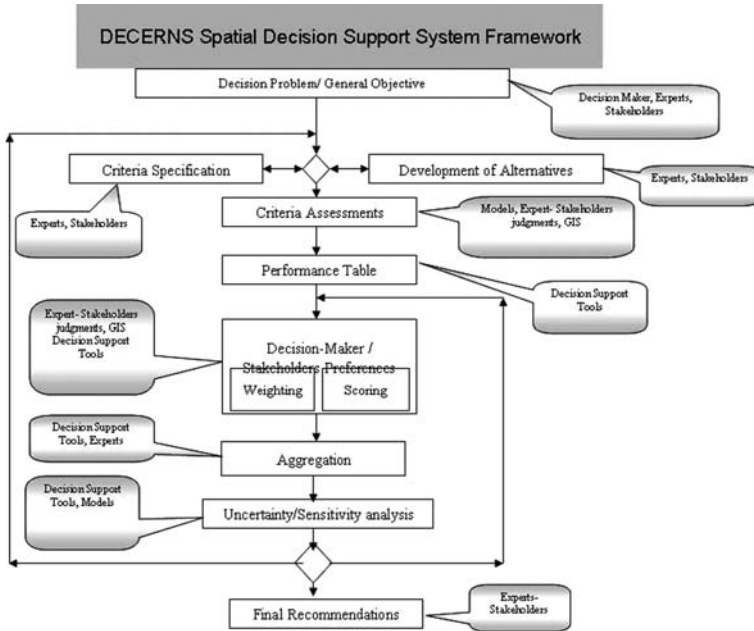 DECERNS Spatial Decision Support System Framework
Decision Problem/ General Objective
Decision Maker, Experts,
Stakeholders
Criteria Specification
Development of Alternatives
Experts, Stakeholders
Experts, Stakeholders
Criteria Assessments
Models, Expert- Stakeholders
judgments, GIS
Performance Table
Decision Support
Tools
Expert- Stakeholders
judgments, GIS
Decision Support
Tools
Decision-Maker /
Stakeholders Preferences
Weighting
Scoring
Decision Support
Tools, Experts
Aggregation
Decision Support
Tools, Models
Uncertainty/Sensitivity analysis
Final Recommendations
Experts-
Stakeholders